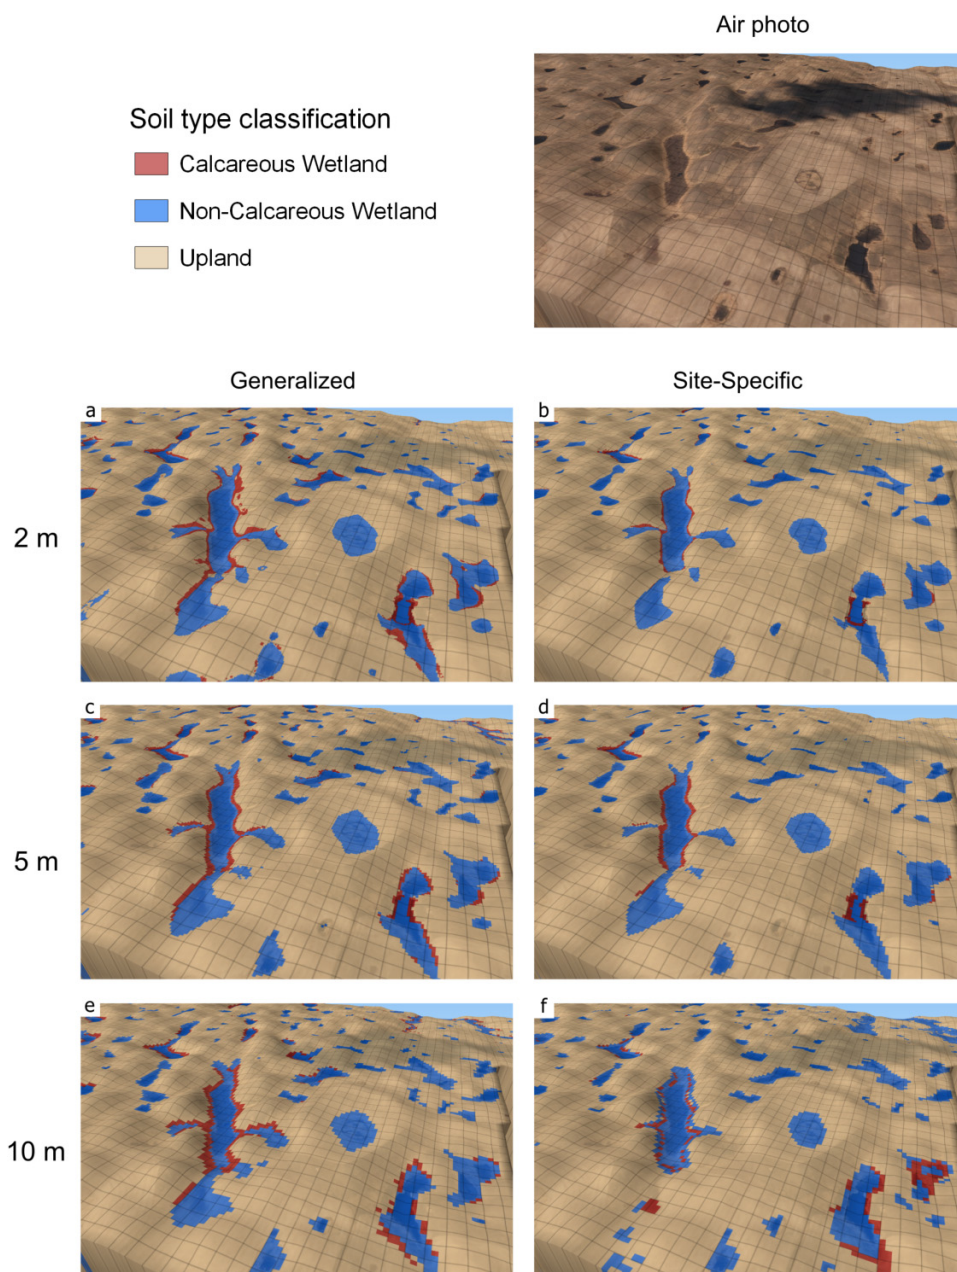 Air photo
Soil type classification
Calcareous Wetland
Non-Calcareous Wetland
Upland
Generalized
Site-Specific
a
b
2 m
c
d
5 m
e
f
10 m